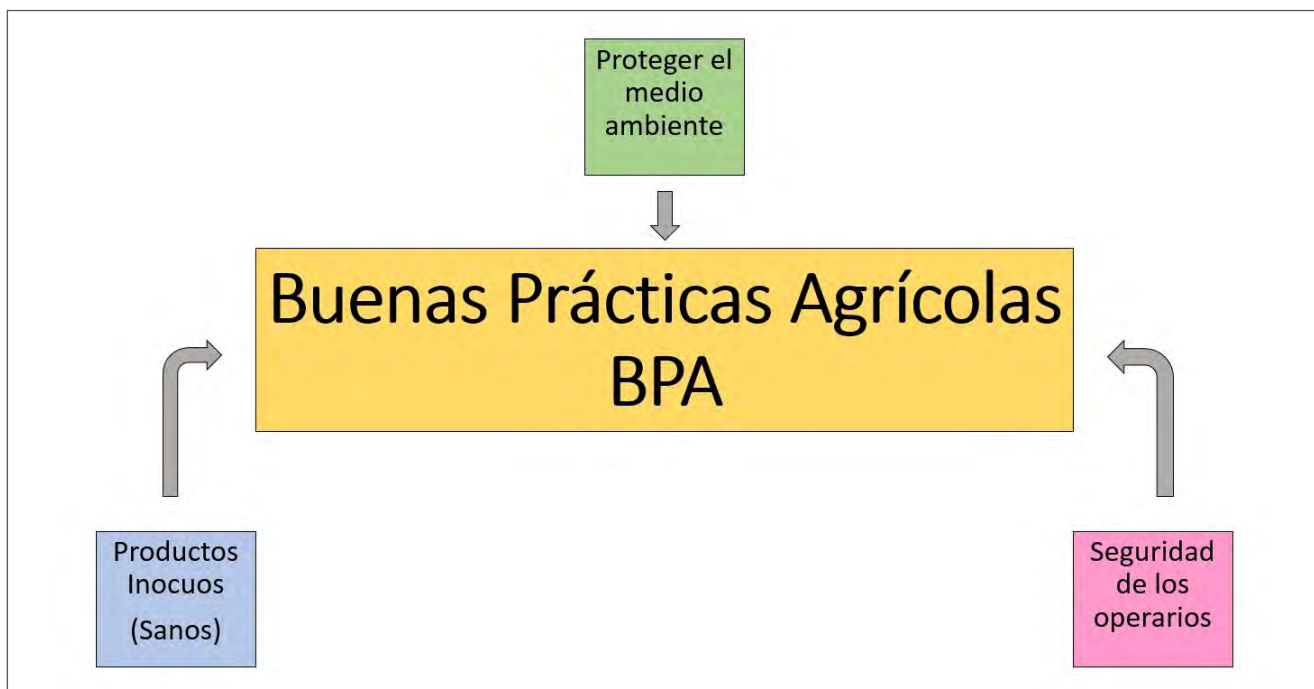 Proteger el
medio
ambiente
Buenas Prácticas Agrícolas
BPA
Productos
Inocuos
(Sanos)
Seguridad
de los
operarios